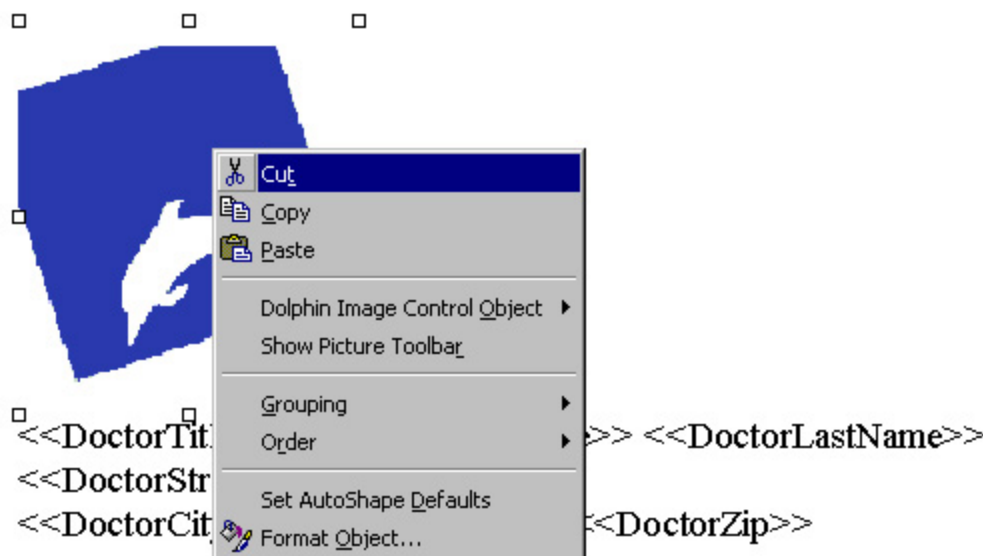 Cut
Copy
Paste
Dolphin Image Control Object
Show Picture Toolbar
Grouping
Order
Set AutoShape Defaults
Format Object...
<<DoctorTit >> <<DoctorLastName>>
<<DoctorStr
<<DoctorCit <<DoctorZip>>